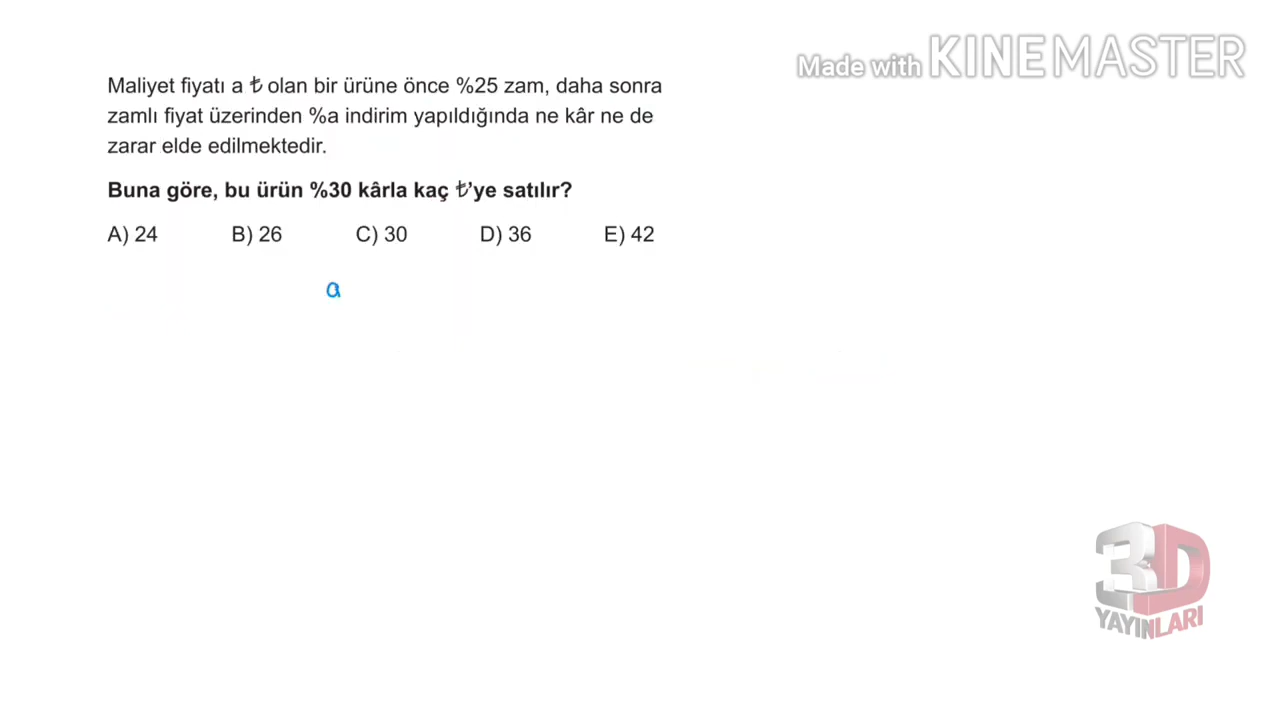 Made with KINEMASTER
Maliyet fiyatı a ₺ olan bir ürüne önce %25 zam, daha sonra
zamlı fiyat üzerinden %a indirim yapıldığında ne kâr ne de
zarar elde edilmektedir.
Buna göre, bu ürün %30 kârla kaç ₺'ye satılır?
A) 24 B) 26 C) 30 D) 36 E) 42
a
3D
YAYINLARI